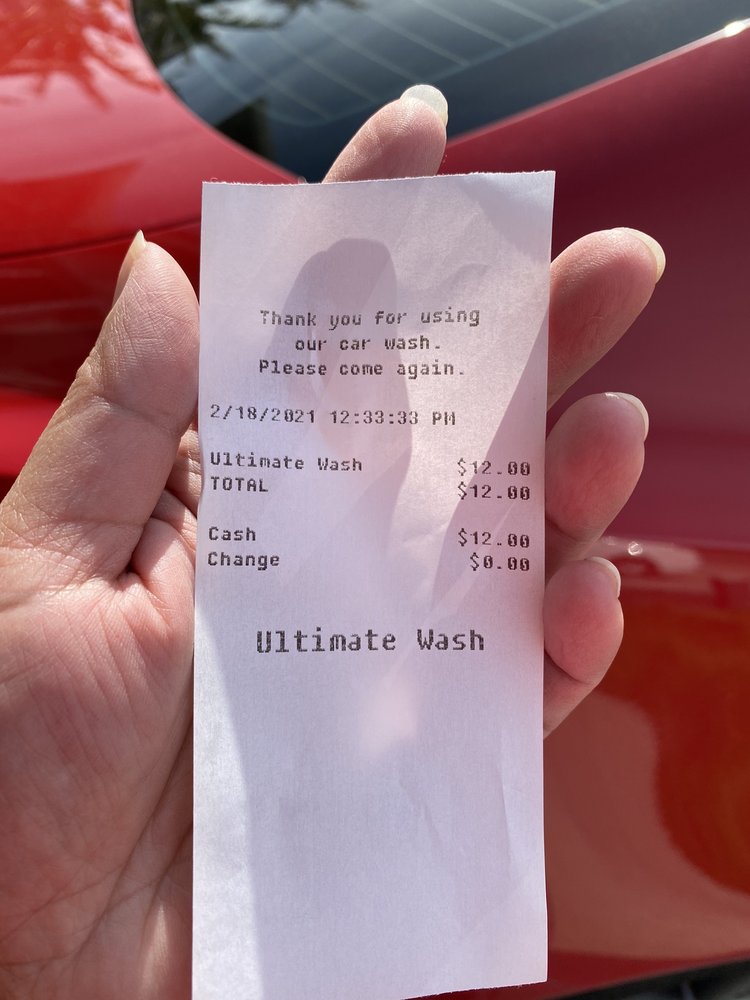 Thank you for using
our car wash.
Please come again.
2/18/2021 12:33:33 PM
Ultimate Wash $12.00
TOTAL $12.00
Cash $12.00
Change $0.00
Ultimate Wash